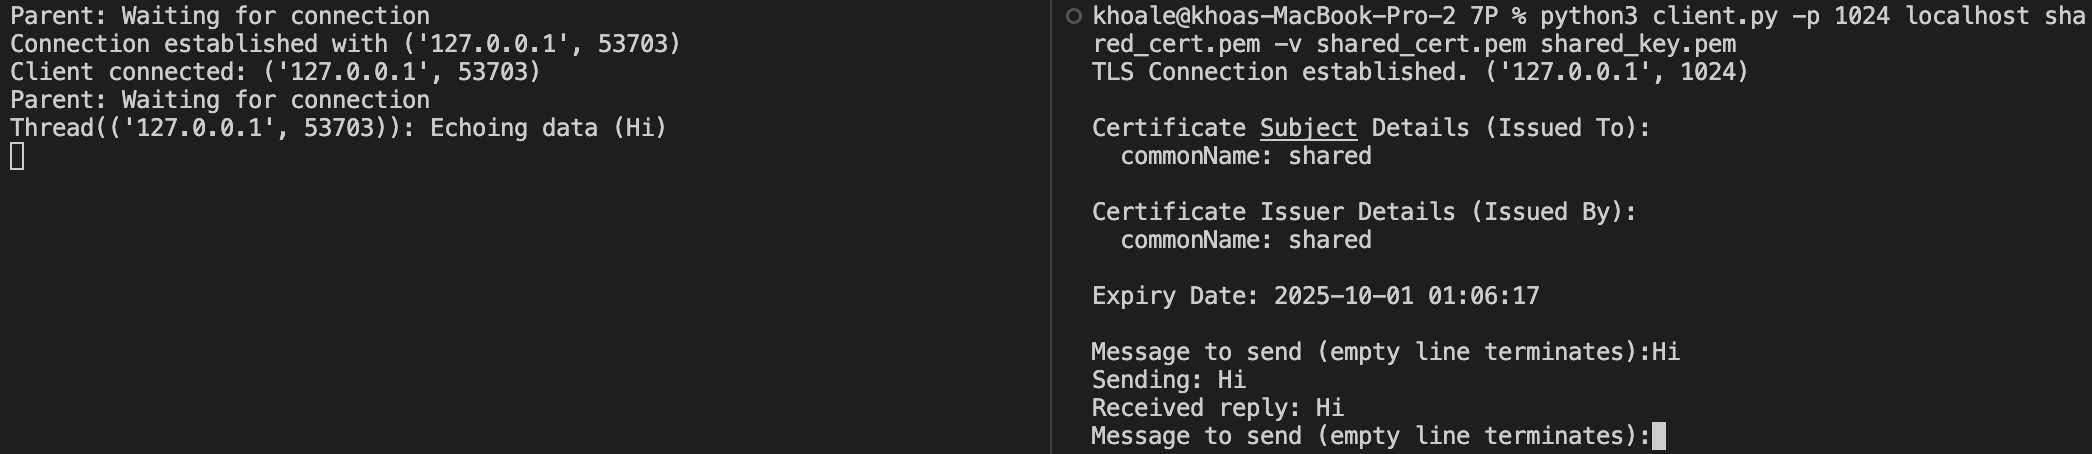 Parent: Waiting for connection
Connection established with ('127.0.0.1', 53703)
Client connected: ('127.0.0.1', 53703)
Parent: Waiting for connection
Thread(('127.0.0.1', 53703)): Echoing data (Hi)
khoale@khoas-MacBook-Pro-2 7P % python3 client.py -p 1024 localhost sha
red_cert.pem -v shared_cert.pem shared_key.pem
TLS Connection established. ('127.0.0.1', 1024)
Certificate Subject Details (Issued To):
commonName: shared
Certificate Issuer Details (Issued By):
commonName: shared
Expiry Date: 2025-10-01 01:06:17
Message to send (empty line terminates):Hi
Sending: Hi
Received reply: Hi
Message to send (empty line terminates):